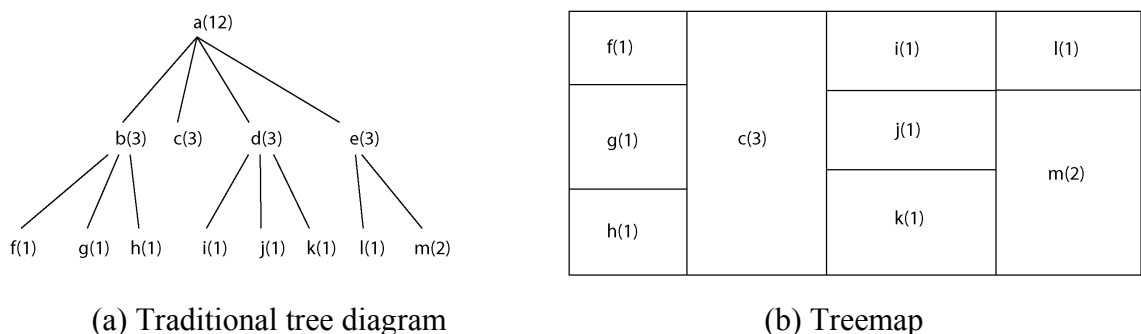 a(12)
b(3) c(3) d(3) e(3)
f(1) g(1) h(1) i(1) j(1) k(1) l(1) m(2)
(a) Traditional tree diagram
f(1)
g(1)
h(1)
c(3)
i(1)
j(1)
k(1)
l(1)
m(2)
(b) Treemap